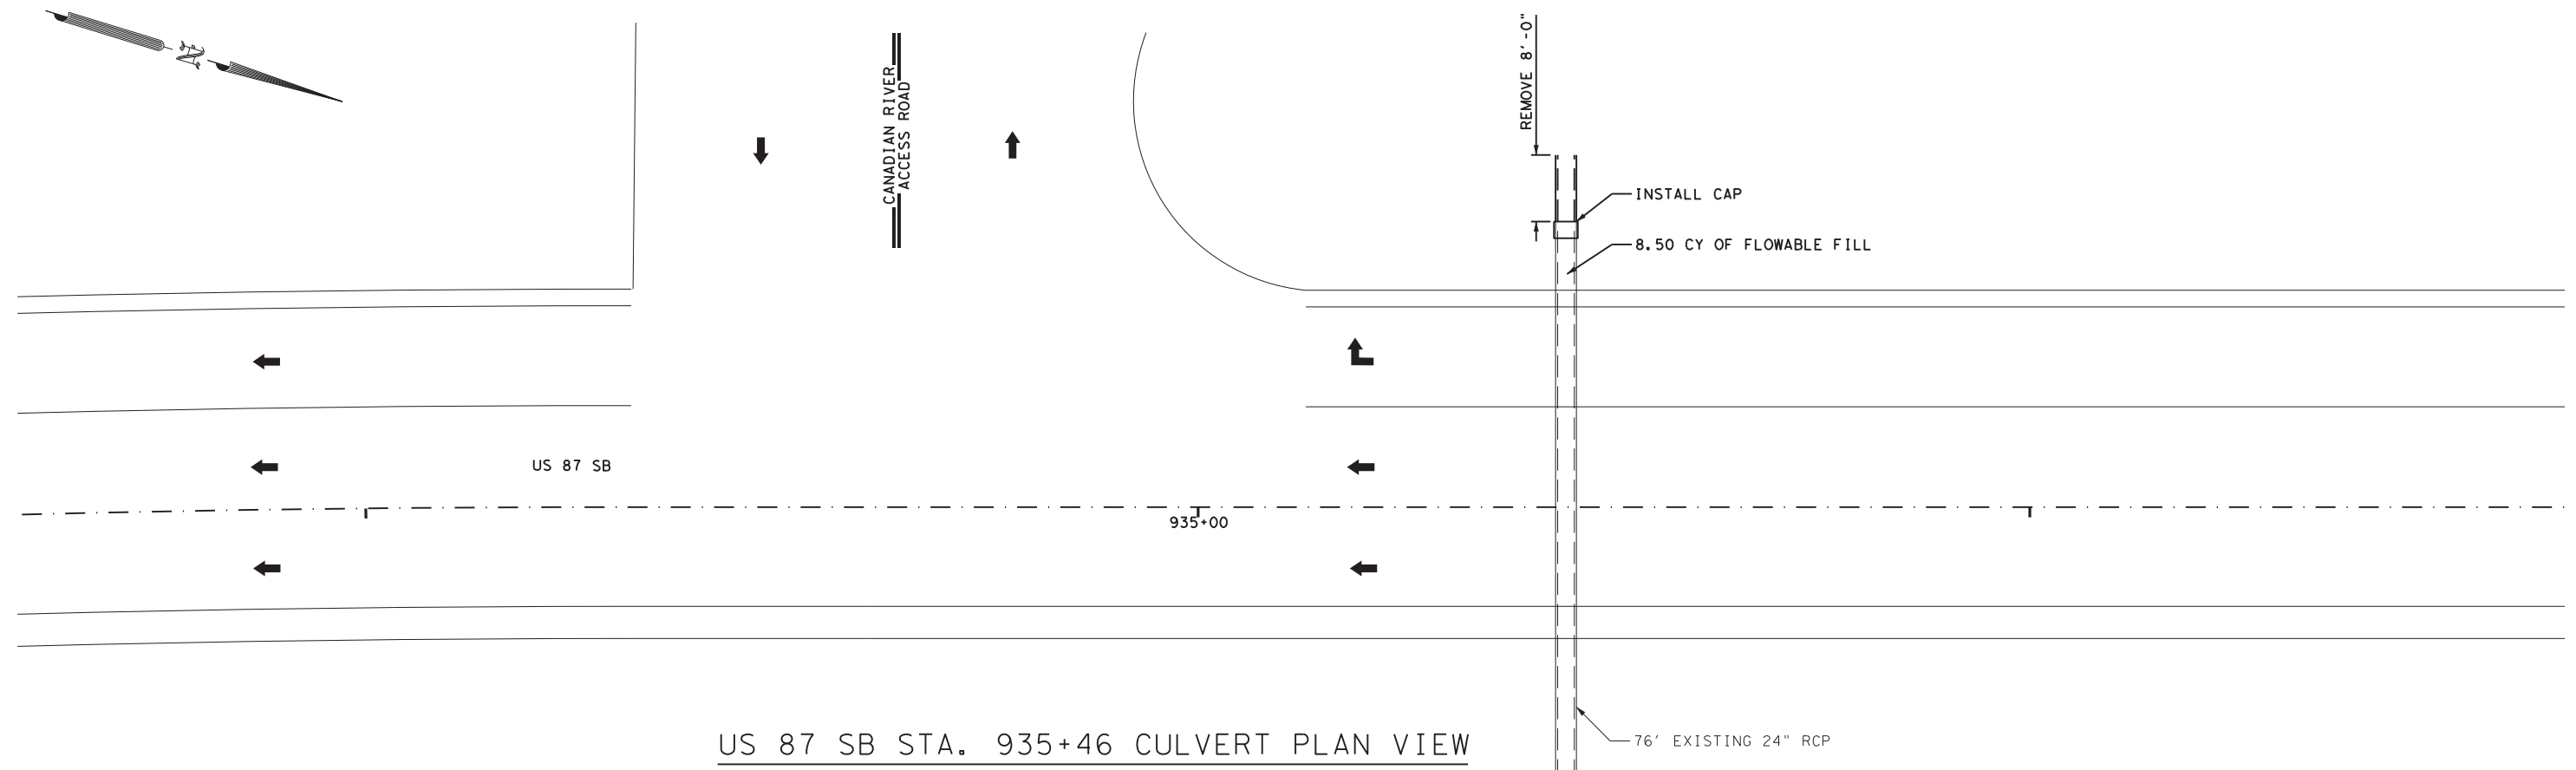 N
REMOVE 8'-0"
CANADIAN RIVER
ACCESS ROAD
INSTALL CAP
8.50 CY OF FLOWABLE FILL
US 87 SB
935+00
76' EXISTING 24" RCP
US 87 SB STA. 935+46 CULVERT PLAN VIEW